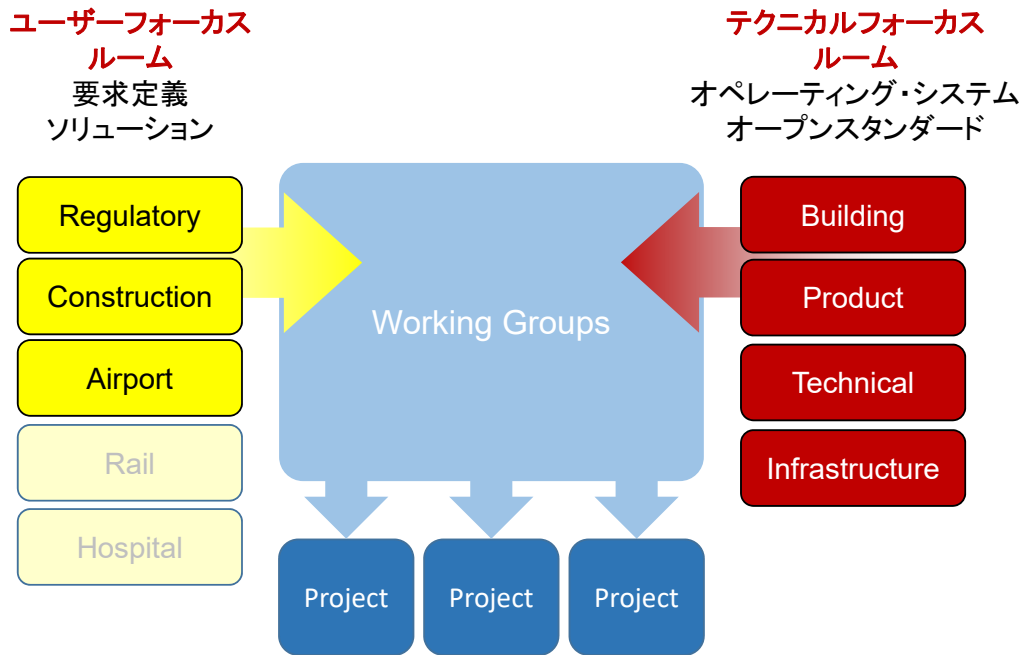 ユーザーフォーカス
ルーム
要求定義
ソリューション
テクニカルフォーカス
ルーム
オペレーティング・システム
オープンスタンダード
Regulatory
Construction
Airport
Rail
Hospital
Working Groups
Building
Product
Technical
Infrastructure
Project
Project
Project